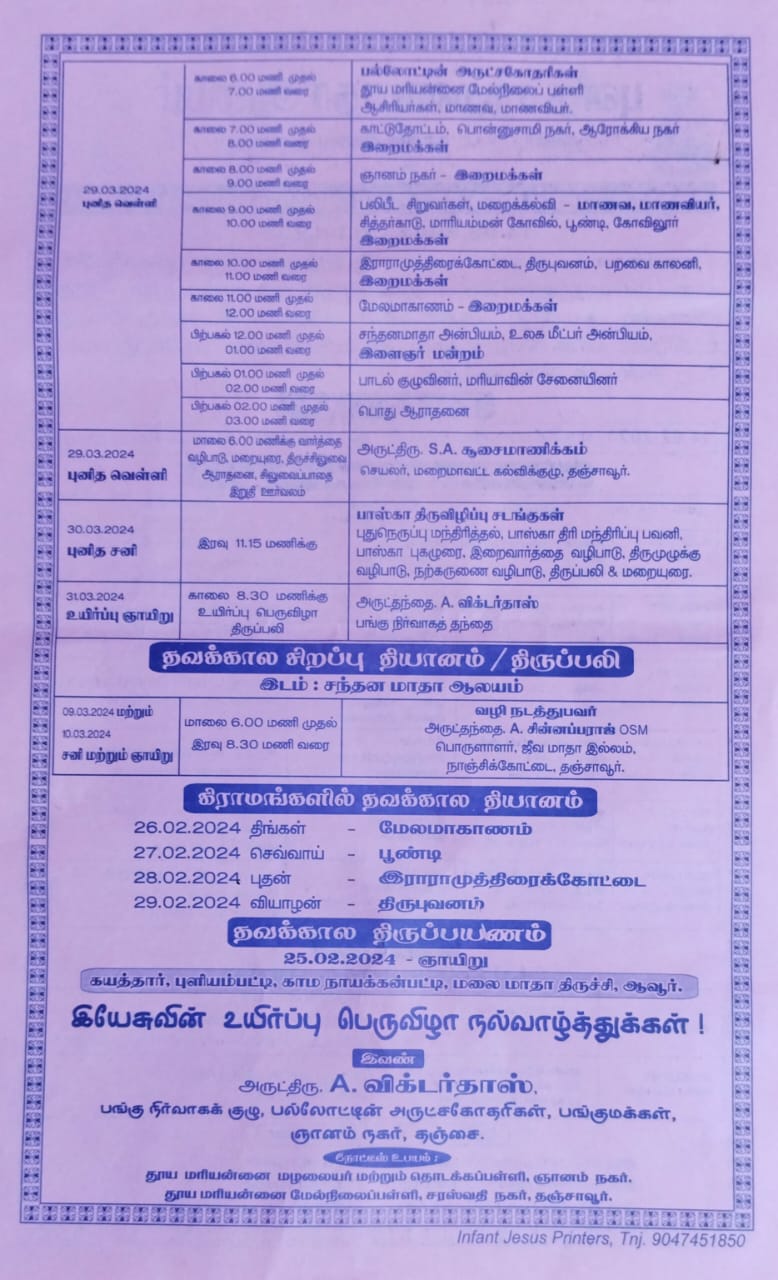 காலை 6.00 மணி முதல்
7.00 மணி வரை
பல்லோட்டின் அருட்சகோதரிகள்
தூய மரியன்னை மேல்நிலைப் பள்ளி
ஆசிரியர்கள், மாணவ, மாணவியர்.
காலை 7.00 மணி முதல்
8.00 மணி வரை
காட்டுதோட்டம், பொன்னுசாமி நகர், ஆரோக்கிய நகர்
இறைமக்கள்
29.03.2024
புனித வெள்ளி
காலை 8.00 மணி முதல்
9.00 மணி வரை
ஞானம் நகர் - இறைமக்கள்
காலை 9.00 மணி முதல்
10.00 மணி வரை
பலிபீட சிறுவர்கள், மறைக்கல்வி - மாணவ, மாணவியர்,
சித்தர்காடு, மாரியம்மன் கோவில், பூண்டி, கோவிலூர்
இறைமக்கள்
காலை 10.00 மணி முதல்
11.00 மணி வரை
இராராமுத்திரைக்கோட்டை, திருபுவனம், பறவை காலனி,
இறைமக்கள்
காலை 11.00 மணி முதல்
12.00 மணி வரை
மேலமாகாணம் - இறைமக்கள்
பிற்பகல் 12.00 மணி முதல்
01.00 மணி வரை
சந்தனமாதா அன்பியம், உலக மீட்பர் அன்பியம்,
இளைஞர் மன்றம்
பிற்பகல் 01.00 மணி முதல்
02.00 மணி வரை
பாடல் குழுவினர், மரியாவின் சேனையினர்
பிற்பகல் 02.00 மணி முதல்
03.00 மணி வரை
பொது ஆராதனை
29.03.2024
புனித வெள்ளி
மாலை 6.00 மணிக்கு வார்த்தை
வழிபாடு, மறையுரை, திருச்சிலுவை
ஆராதனை, சிலுவைப்பாதை
இறுதி ஊர்வலம்
அருட்திரு. S.A. சூசைமாணிக்கம்
செயலர், மறைமாவட்ட கல்விக்குழு, தஞ்சாவூர்.
30.03.2024
புனித சனி
இரவு 11.15 மணிக்கு
பாஸ்கா திருவிழிப்பு சடங்குகள்
புதுநெருப்பு மந்திரித்தல், பாஸ்கா திரி மந்திரிப்பு பவனி,
பாஸ்கா புகழுரை, இறைவார்த்தை வழிபாடு, திருமுழுக்கு
வழிபாடு, நற்கருணை வழிபாடு, திருப்பலி & மறையுரை.
31.03.2024
உயிர்ப்பு ஞாயிறு
காலை 8.30 மணிக்கு
உயிர்ப்பு பெருவிழா
திருப்பலி
அருட்தந்தை. A. விக்டர்தாஸ்
பங்கு நிர்வாகத் தந்தை
தவக்கால சிறப்பு தியானம் / திருப்பலி
இடம் : சந்தன மாதா ஆலயம்
09.03.2024 மற்றும்
10.03.2024
சனி மற்றும் ஞாயிறு
மாலை 6.00 மணி முதல்
இரவு 8.30 மணி வரை
வழி நடத்துபவர்
அருட்தந்தை. A. சின்னப்பராஜ் OSM
பொருளாளர், ஜீவ மாதா இல்லம்,
நாஞ்சிக்கோட்டை, தஞ்சாவூர்.
கிராமங்களில் தவக்கால தியானம்
26.02.2024 திங்கள் - மேலமாகாணம்
27.02.2024 செவ்வாய் - பூண்டி
28.02.2024 புதன் - இராராமுத்திரைக்கோட்டை
29.02.2024 வியாழன் - திருபுவனம்
தவக்கால திருப்பயணம்
25.02.2024 - ஞாயிறு
கயத்தார், புளியம்பட்டி, காம நாயக்கன்பட்டி, மலை மாதா திருச்சி, ஆவூர்.
இயேசுவின் உயிர்ப்பு பெருவிழா நல்வாழ்த்துக்கள் !
இவண்
அருட்திரு. A. விக்டர்தாஸ்,
பங்கு நிர்வாகக் குழு, பல்லோட்டின் அருட்சகோதரிகள், பங்குமக்கள்,
ஞானம் நகர், தஞ்சை.
நோட்டீஸ் உபயம் :
தூய மரியன்னை மழலையர் மற்றும் தொடக்கப்பள்ளி, ஞானம் நகர்.
தூய மரியன்னை மேல்நிலைப்பள்ளி, சரஸ்வதி நகர், தஞ்சாவூர்.
Infant Jesus Printers, Tnj. 9047451850